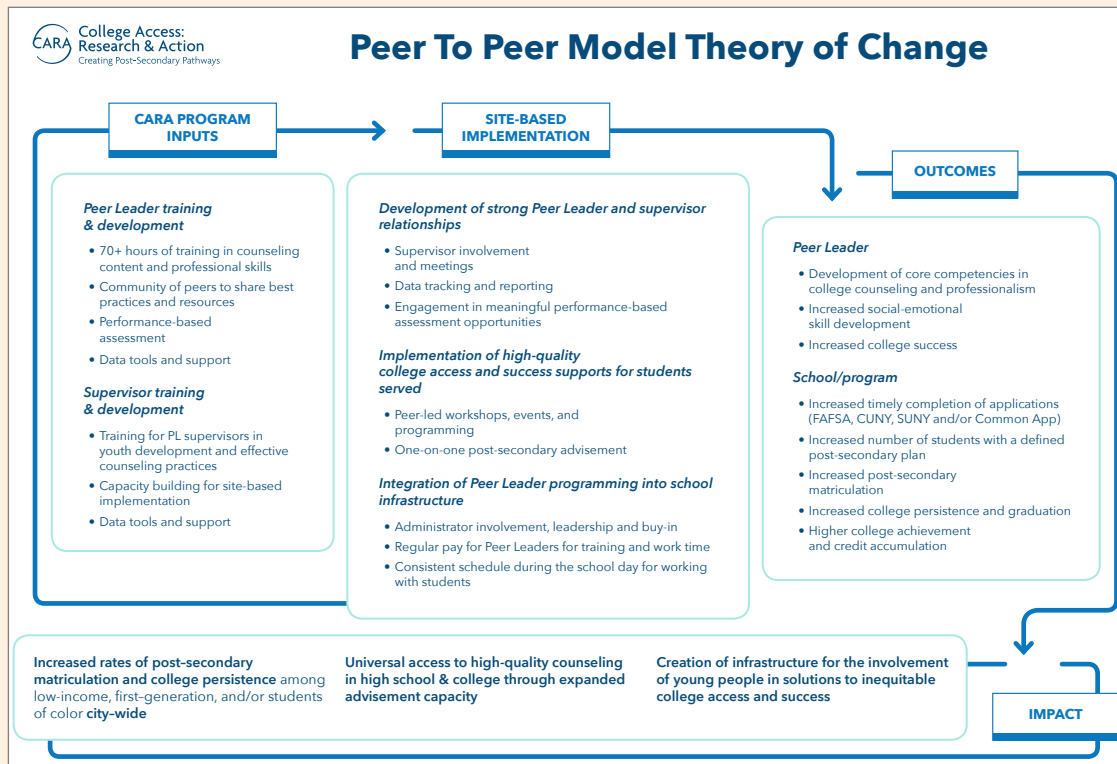 CARA
College Access:
Research & Action
Creating Post-Secondary Pathways
Peer To Peer Model Theory of Change
CARA PROGRAM
INPUTS
Peer Leader training
& development
• 70+ hours of training in counseling
content and professional skills
• Community of peers to share best
practices and resources
• Performance-based
assessment
• Data tools and support
Supervisor training
& development
• Training for PL supervisors in
youth development and effective
counseling practices
• Capacity building for site-based
implementation
• Data tools and support
SITE-BASED
IMPLEMENTATION
Development of strong Peer Leader and supervisor
relationships
• Supervisor involvement
and meetings
• Data tracking and reporting
• Engagement in meaningful performance-based
assessment opportunities
Implementation of high-quality
college access and success supports for students
served
• Peer-led workshops, events, and
programming
• One-on-one post-secondary advisement
Integration of Peer Leader programming into school
infrastructure
• Administrator involvement, leadership and buy-in
• Regular pay for Peer Leaders for training and work time
• Consistent schedule during the school day for working
with students
OUTCOMES
Peer Leader
• Development of core competencies in
college counseling and professionalism
• Increased social-emotional
skill development
• Increased college success
School/program
• Increased timely completion of applications
(FAFSA, CUNY, SUNY and/or Common App)
• Increased number of students with a defined
post-secondary plan
• Increased post-secondary
matriculation
• Increased college persistence and graduation
• Higher college achievement
and credit accumulation
Increased rates of post-secondary
matriculation and college persistence among
low-income, first-generation, and/or students
of color city-wide
Universal access to high-quality counseling
in high school & college through expanded
advisement capacity
Creation of infrastructure for the involvement
of young people in solutions to inequitable
college access and success
IMPACT